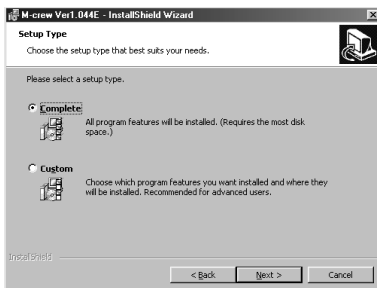 M-crew Ver1.044E - InstallShield Wizard
Setup Type
Choose the setup type that best suits your needs.
Please select a setup type.
Complete
All program features will be installed. (Requires the most disk
space.)
Custom
Choose which program features you want installed and where they
will be installed. Recommended for advanced users.
InstallShield
< Back Next > Cancel